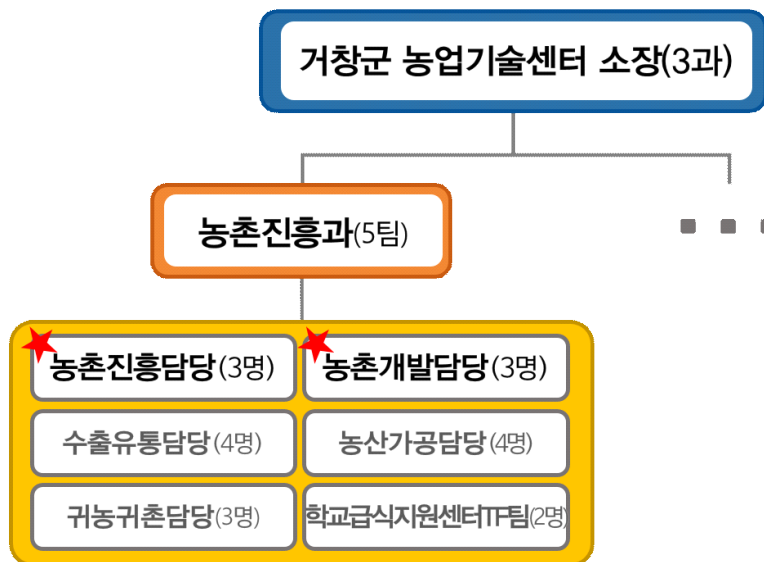 거창군 농업기술센터 소장(3과)
농촌진흥과(5팀)
농촌진흥담당(3명)
농촌개발담당(3명)
수출유통담당(4명)
농산가공담당(4명)
귀농귀촌담당(3명)
학교급식지원센터TF팀(2명)